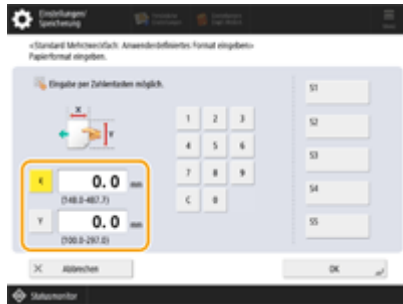 Einstellungen/
Speicherung
<Standard Mehrzweckfach: Anwenderdefiniertes Format eingeben>
Papierformat eingeben.
Eingabe per Zahlentasten möglich.
X
Y
1 2 3
4 5 6
7 8 9
C 0
X 0.0 mm
(148.0-487.7)
Y 0.0 mm
(100.0-297.0)
S1
S2
S3
S4
S5
Abbrechen
OK
Statusmonitor